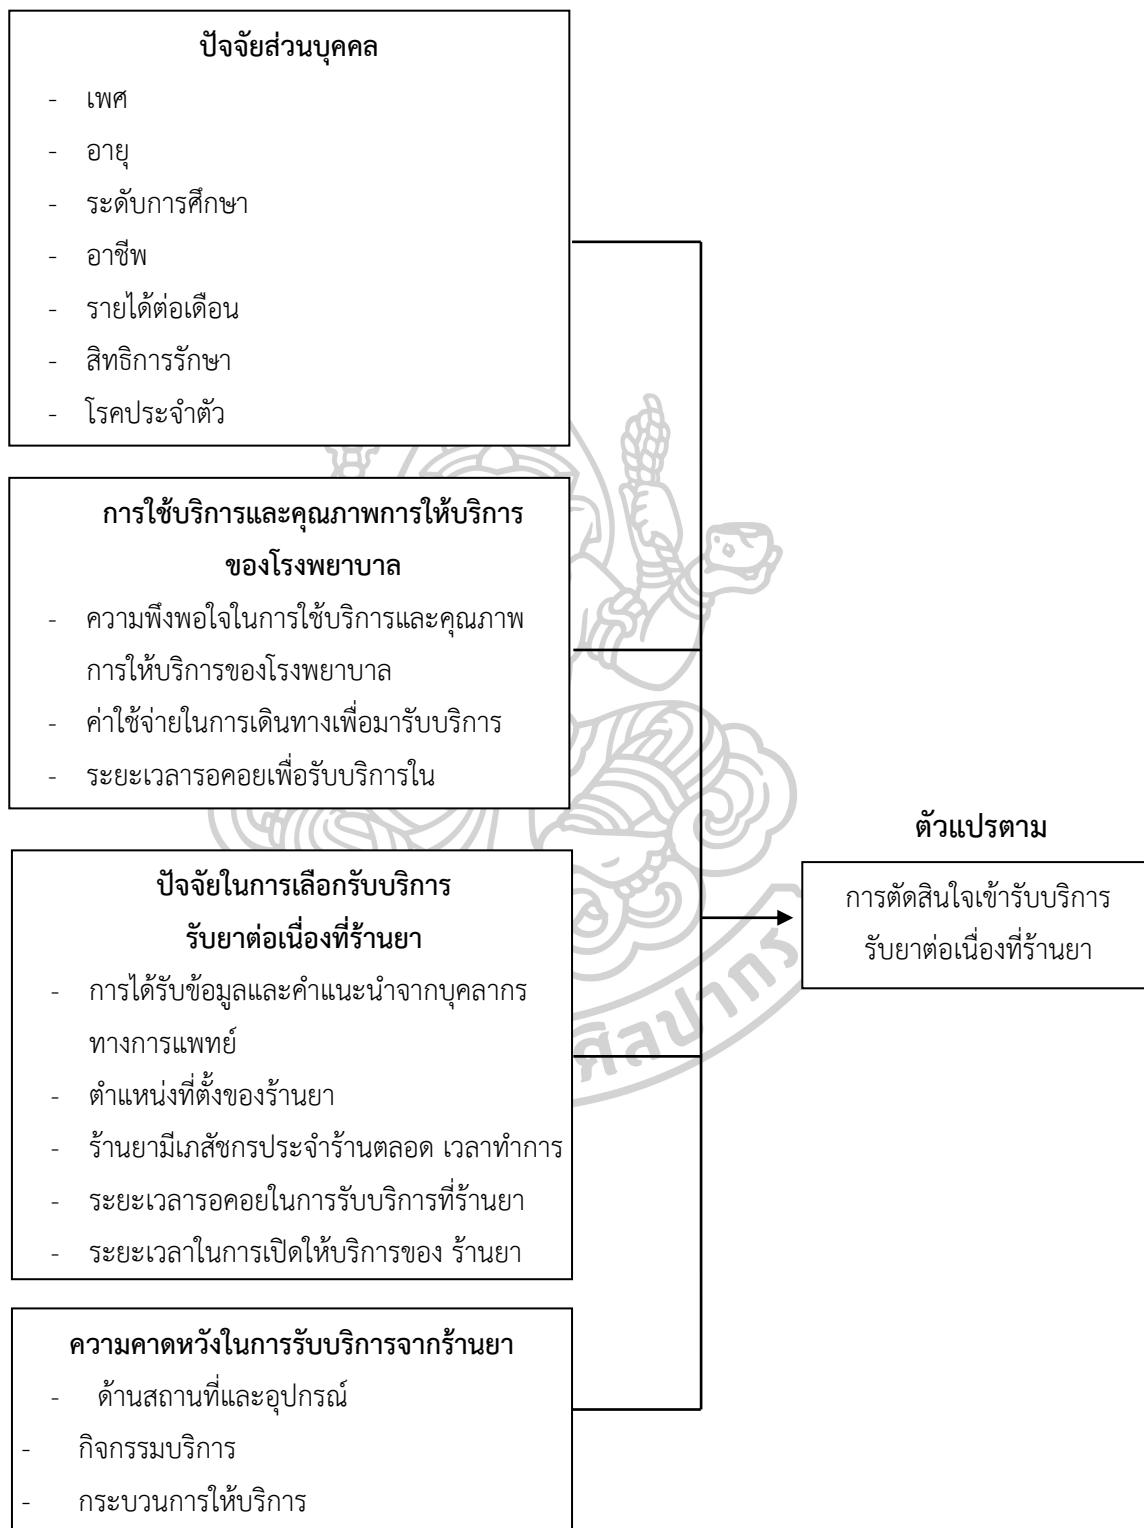 ปัจจัยส่วนบุคคล
- เพศ
- อายุ
- ระดับการศึกษา
- อาชีพ
- รายได้ต่อเดือน
- สิทธิการรักษา
- โรคประจำตัว
การใช้บริการและคุณภาพการให้บริการ
ของโรงพยาบาล
- ความพึงพอใจในการใช้บริการและคุณภาพ
การให้บริการของโรงพยาบาล
- ค่าใช้จ่ายในการเดินทางเพื่อมารับบริการ
- ระยะเวลารอคอยเพื่อรับบริการใน
ปัจจัยในการเลือกรับบริการ
รับยาต่อเนื่องที่ร้านยา
- การได้รับข้อมูลและคำแนะนำจากบุคลากร
ทางการแพทย์
- ตำแหน่งที่ตั้งของร้านยา
- ร้านยามีเภสัชกรประจำร้านตลอด เวลาทำการ
- ระยะเวลารอคอยในการรับบริการที่ร้านยา
- ระยะเวลาในการเปิดให้บริการของ ร้านยา
ความคาดหวังในการรับบริการจากร้านยา
- ด้านสถานที่และอุปกรณ์
- กิจกรรมบริการ
- กระบวนการให้บริการ
ตัวแปรตาม
การตัดสินใจเข้ารับบริการ
รับยาต่อเนื่องที่ร้านยา
ศิลปากร